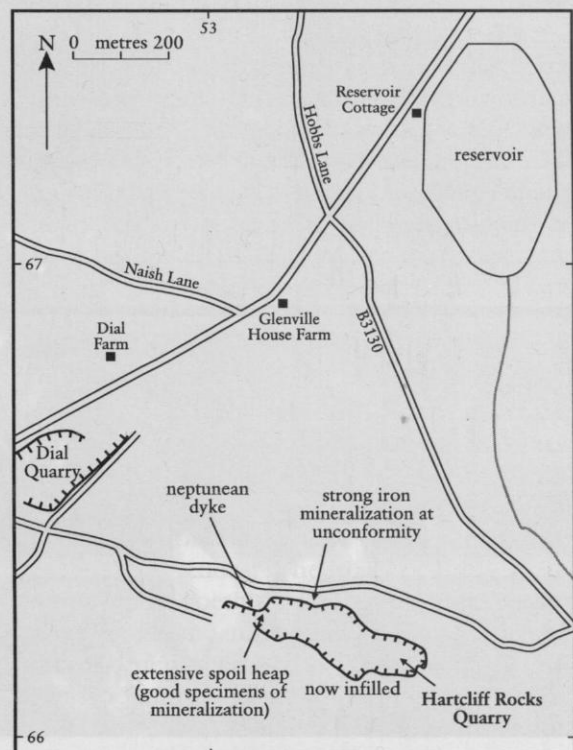 53
N
0 metres 200
Reservoir
Cottage
Hobbs Lane
reservoir
67
Naish Lane
Glenville
House Farm
B3130
Dial
Farm
Dial
Quarry
neptunean
dyke
strong iron
mineralization at
unconformity
extensive spoil heap
(good specimens of
mineralization)
now infilled
Hartcliff Rocks
Quarry
66